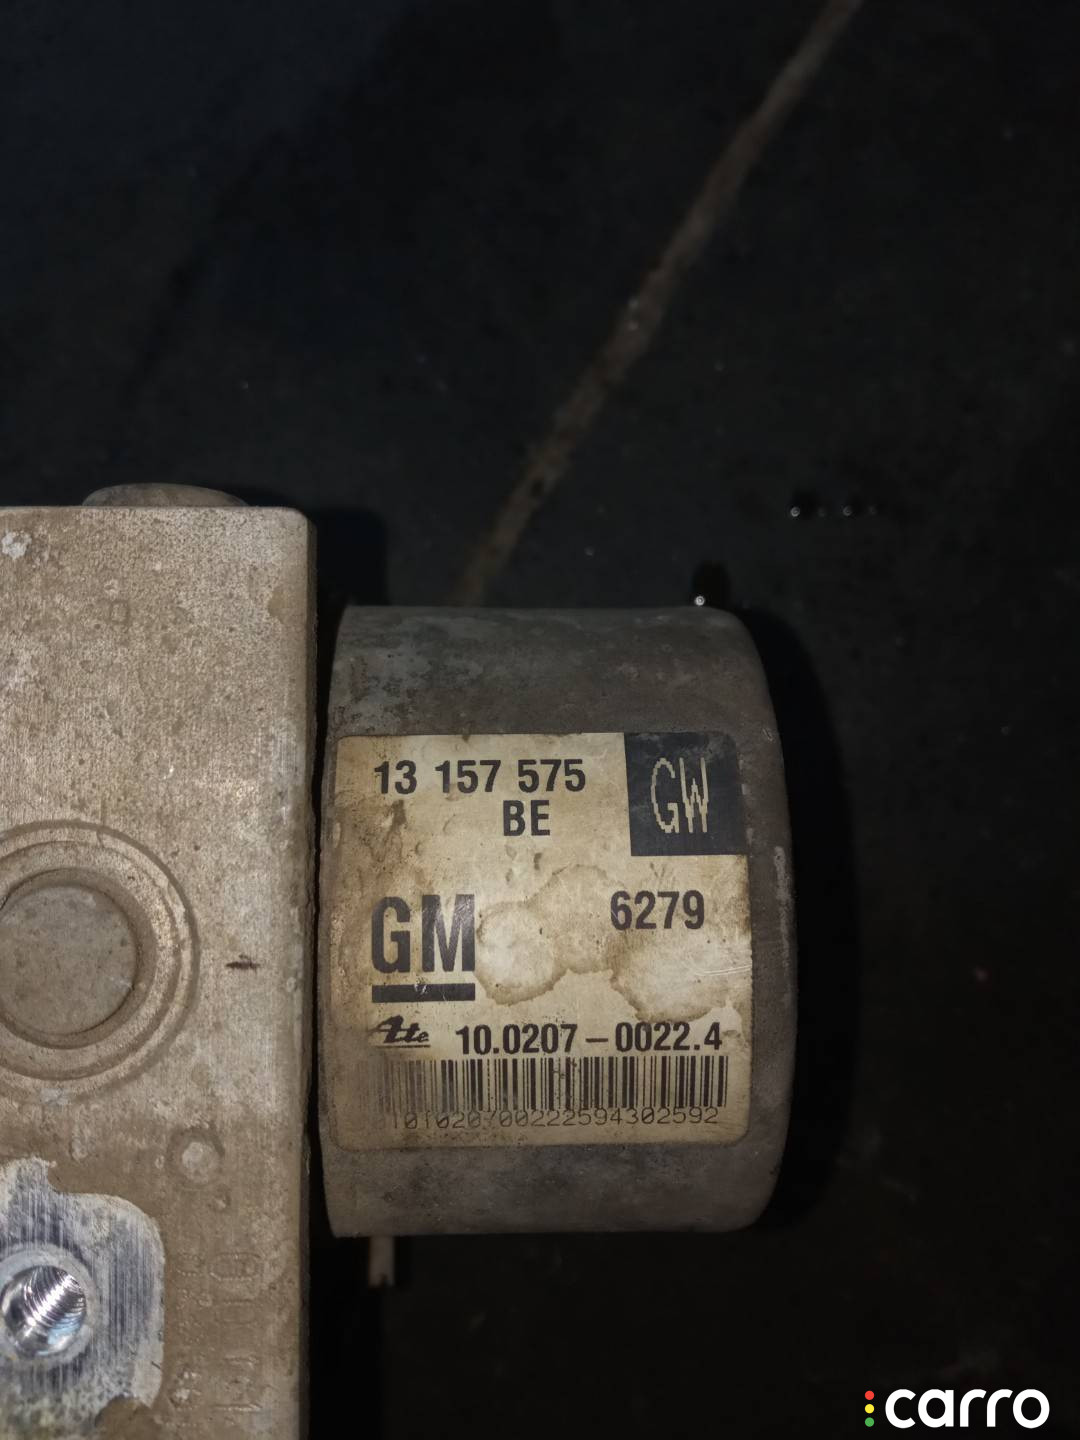 13 157 575
BE
GW
GM
6279
Ate 10.0207-0022.4
carro